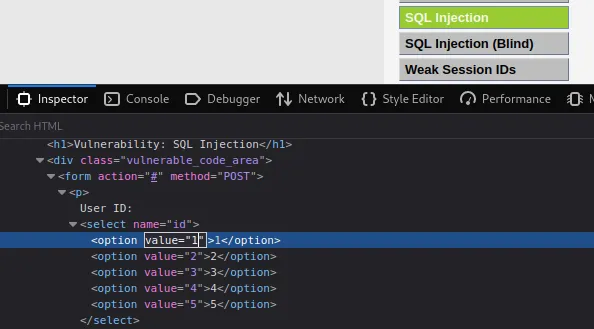 SQL Injection
SQL Injection (Blind)
Weak Session IDs
Inspector Console Debugger Network Style Editor Performance
Search HTML
<h1>Vulnerability: SQL Injection</h1>
<div class="vulnerable_code_area">
<form action="#" method="POST">
<p>
User ID:
<select name="id">
<option value="1">1</option>
<option value="2">2</option>
<option value="3">3</option>
<option value="4">4</option>
<option value="5">5</option>
</select>